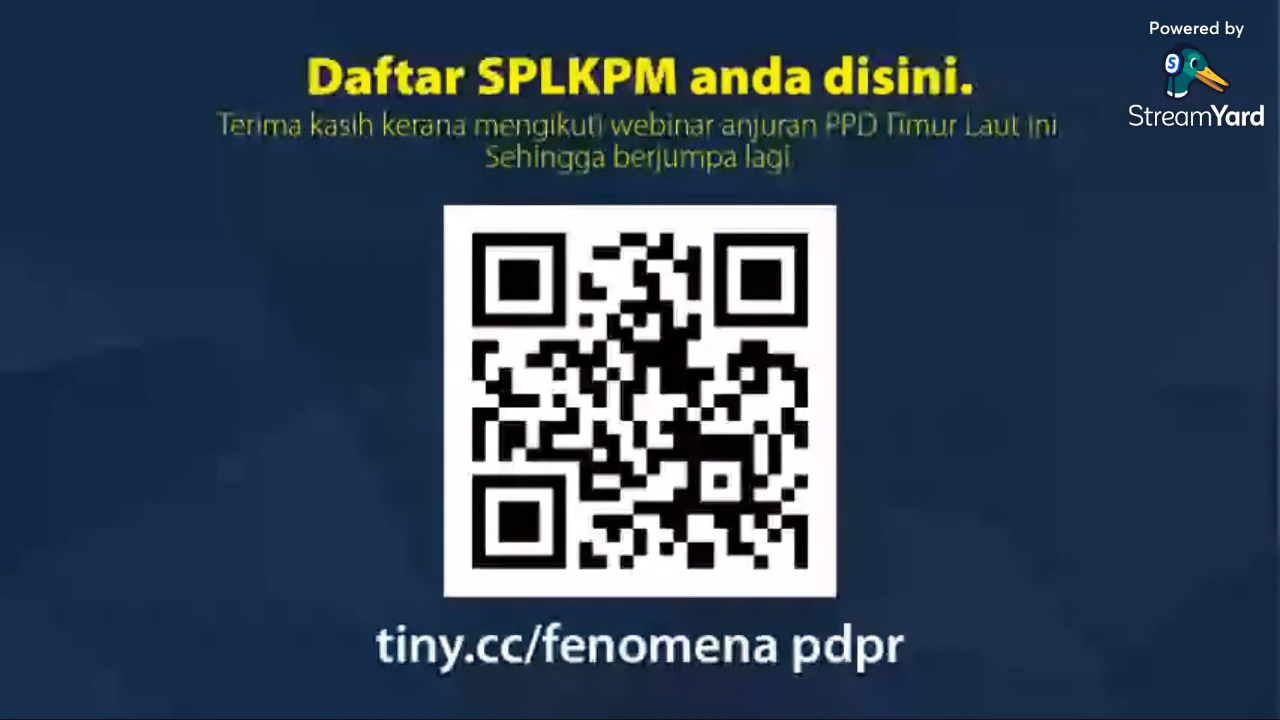 Powered by
StreamYard
Daftar SPLKPM anda disini.
Terima kasih kerana mengikuti webinar anjuran PPD Timur Laut ini
Sehingga berjumpa lagi
tiny.cc/fenomena pdpr